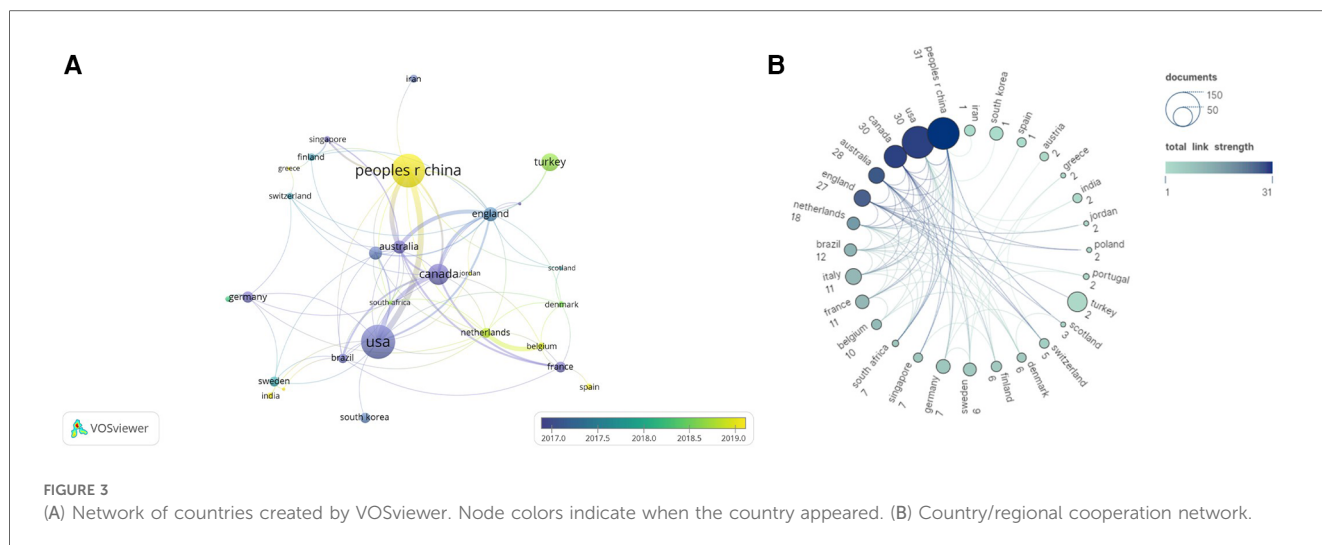 A
iran
singapore
finland
greece
switzerland
peoples r china
turkey
england
australia
canada
jordan
scotland
germany
south africa
denmark
netherlands
usa
belgium
brazil
france
sweden
india
spain
south korea
VOSviewer
2017.0 2017.5 2018.0 2018.5 2019.0
B
peoples r china
31
usa
30
canada
30
australia
28
england
27
netherlands
18
brazil
12
italy
11
france
11
belgium
10
south africa
7
singapore
7
germany
7
sweden
6
finland
6
denmark
6
switzerland
5
scotland
3
turkey
2
portugal
2
poland
2
jordan
2
india
2
greece
2
austria
2
spain
1
south korea
1
iran
1
documents
150
50
total link strength
1 31
FIGURE 3
(A) Network of countries created by VOSviewer. Node colors indicate when the country appeared. (B) Country/regional cooperation network.